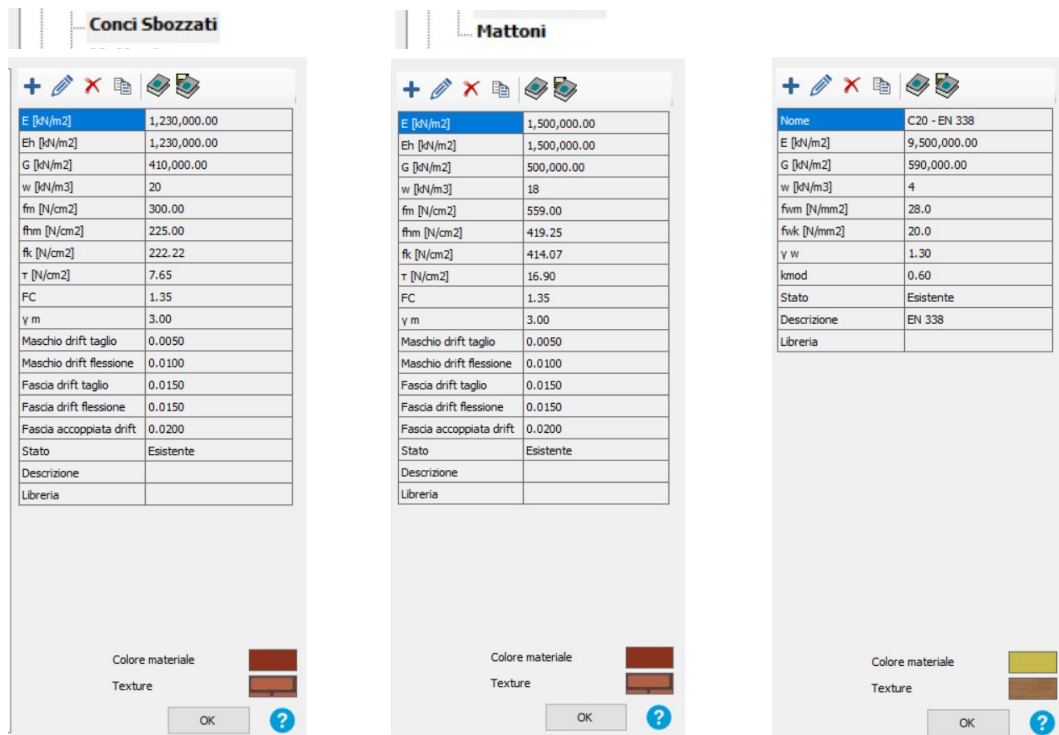 Conci Sbozzati
E [kN/m2] 1,230,000.00
Eh [kN/m2] 1,230,000.00
G [kN/m2] 410,000.00
w [kN/m3] 20
fm [N/cm2] 300.00
fhm [N/cm2] 225.00
fk [N/cm2] 222.22
τ [N/cm2] 7.65
FC 1.35
γ m 3.00
Maschio drift taglio 0.0050
Maschio drift flessione 0.0100
Fascia drift taglio 0.0150
Fascia drift flessione 0.0150
Fascia accoppiata drift 0.0200
Stato Esistente
Descrizione
Libreria
Colore materiale
Texture
OK ?
Mattoni
E [kN/m2] 1,500,000.00
Eh [kN/m2] 1,500,000.00
G [kN/m2] 500,000.00
w [kN/m3] 18
fm [N/cm2] 559.00
fhm [N/cm2] 419.25
fk [N/cm2] 414.07
τ [N/cm2] 16.90
FC 1.35
γ m 3.00
Maschio drift taglio 0.0050
Maschio drift flessione 0.0100
Fascia drift taglio 0.0150
Fascia drift flessione 0.0150
Fascia accoppiata drift 0.0200
Stato Esistente
Descrizione
Libreria
Colore materiale
Texture
OK ?
Nome C20 - EN 338
E [kN/m2] 9,500,000.00
G [kN/m2] 590,000.00
w [kN/m3] 4
fwm [N/mm2] 28.0
fwk [N/mm2] 20.0
γ w 1.30
kmod 0.60
Stato Esistente
Descrizione EN 338
Libreria
Colore materiale
Texture
OK ?